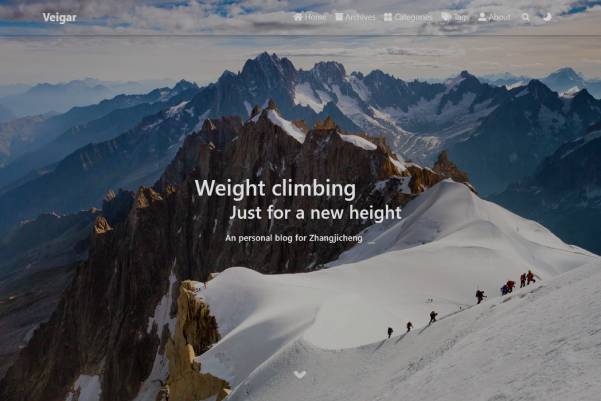 Veigar
Home Archives Categories Tags About
Weight climbing
Just for a new height
An personal blog for Zhangjicheng